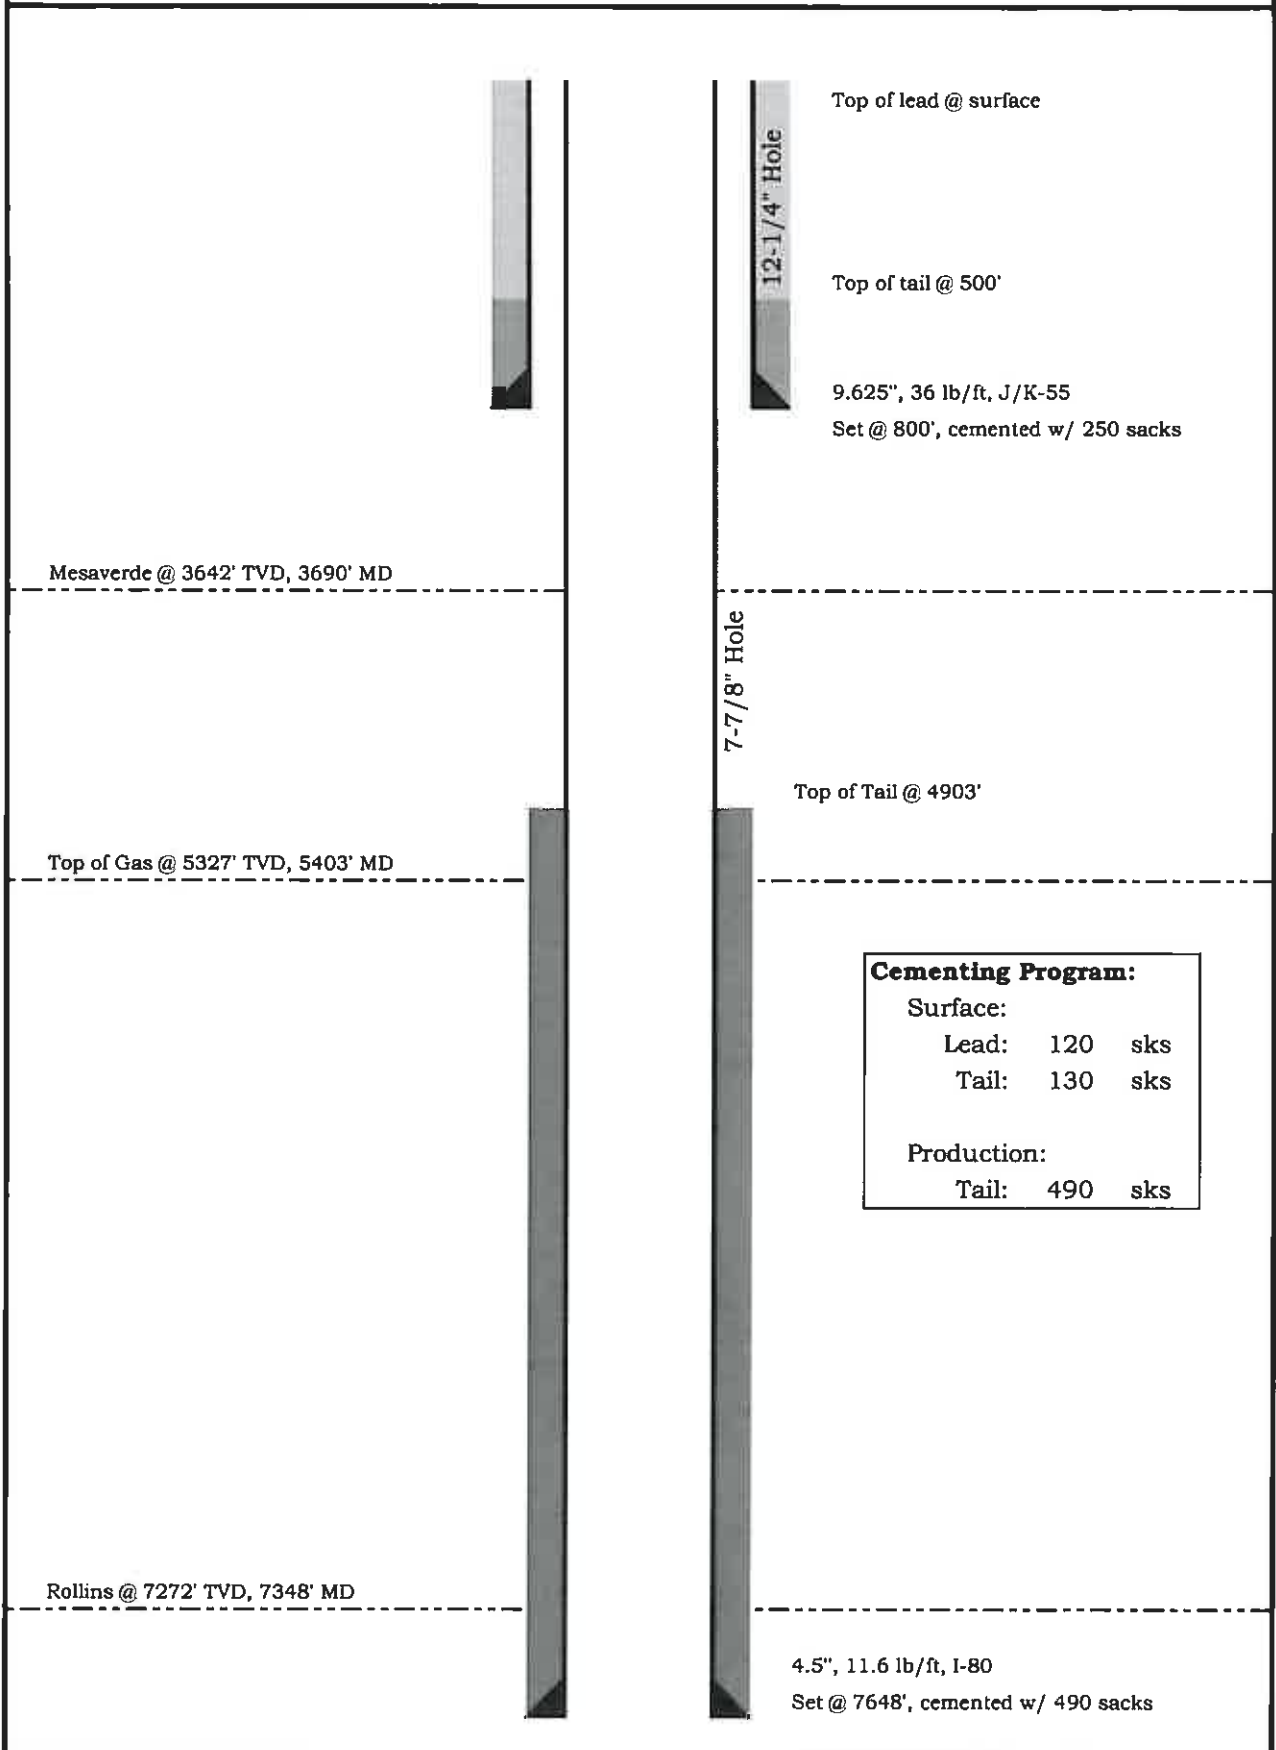 Top of lead @ surface
12-1/4" Hole
Top of tail @ 500'
9.625", 36 lb/ft, J/K-55
Set @ 800', cemented w/ 250 sacks
Mesaverde @ 3642' TVD, 3690' MD
7-7/8" Hole
Top of Tail @ 4903'
Top of Gas @ 5327' TVD, 5403' MD
Cementing Program:
Surface:
Lead: 120 sks
Tail: 130 sks
Production:
Tail: 490 sks
Rollins @ 7272' TVD, 7348' MD
4.5", 11.6 lb/ft, I-80
Set @ 7648', cemented w/ 490 sacks